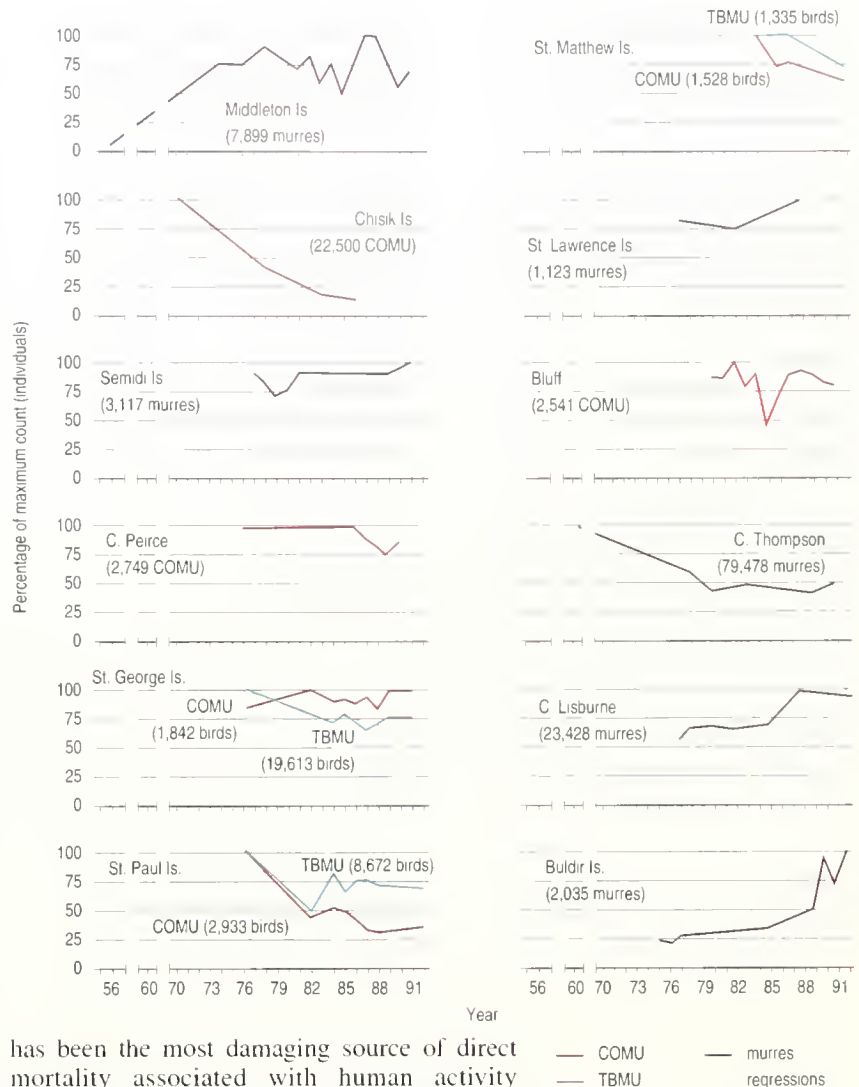 Percentage of maximum count (individuals)
100
75
50
25
0
Middleton Is
(7,899 murres)
100
75
50
25
0
Chisik Is
(22,500 COMU)
100
75
50
25
0
Semidi Is
(3,117 murres)
100
75
50
25
0
C. Peirce
(2,749 COMU)
St. George Is.
100
75
50
25
0
COMU
(1,842 birds)
TBMU
(19,613 birds)
100
75
50
25
0
St. Paul Is.
TBMU (8,672 birds)
COMU (2,933 birds)
56 60 70 73 76 79 82 85 88 91
TBMU (1,335 birds)
St. Matthew Is.
COMU (1,528 birds)
St Lawrence Is
(1,123 murres)
Bluff
(2,541 COMU)
C. Thompson
(79,478 murres)
C Lisburne
(23,428 murres)
Buldir Is.
(2,035 murres)
56 60 70 73 76 79 82 85 88 91
Year
has been the most damaging source of direct
mortality associated with human activity
COMU murres
TBMU regressions